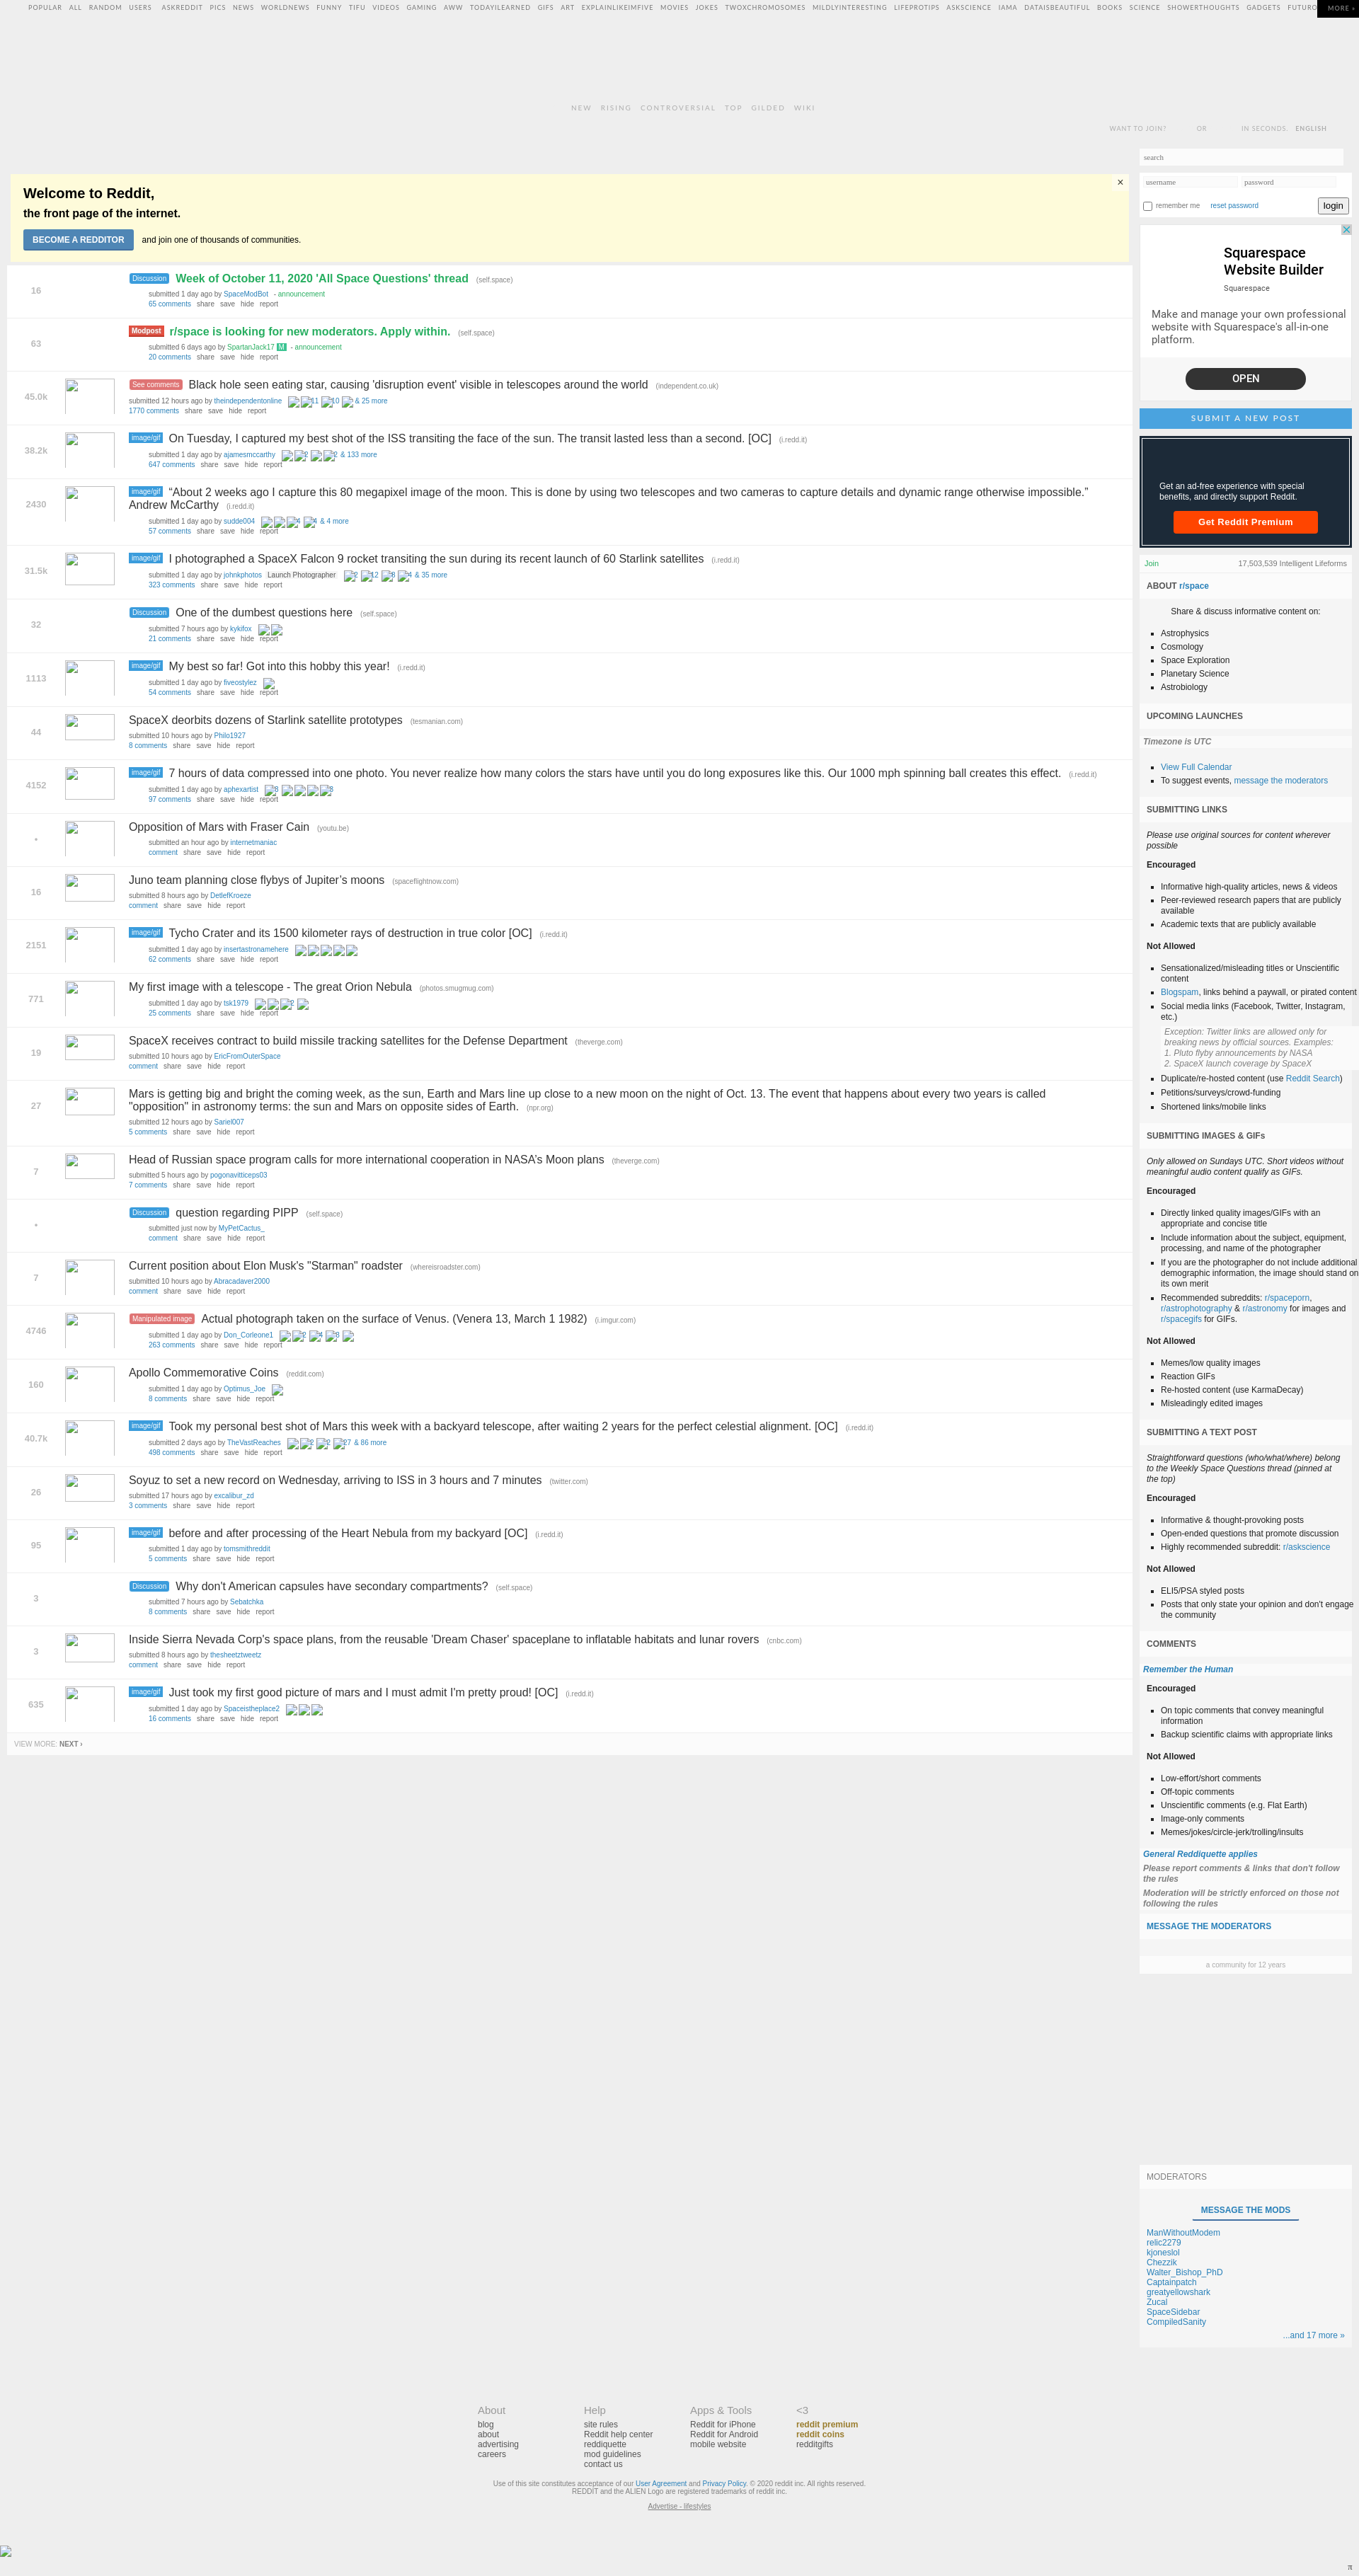 POPULAR ALL RANDOM USERS ASKREDDIT PICS NEWS WORLDNEWS FUNNY TIFU VIDEOS GAMING AWW TODAYILEARNED GIFS ART EXPLAINLIKEIMFIVE MOVIES JOKES TWOXCHROMOSOMES MILDLYINTERESTING LIFEPROTIPS ASKSCIENCE IAMA DATAISBEAUTIFUL BOOKS SCIENCE SHOWERTHOUGHTS GADGETS FUTURO MORE »
NEW RISING CONTROVERSIAL TOP GILDED WIKI
WANT TO JOIN? OR IN SECONDS. ENGLISH
Welcome to Reddit,
the front page of the internet.
BECOME A REDDITOR and join one of thousands of communities.
×
16
Discussion Week of October 11, 2020 'All Space Questions' thread (self.space)
submitted 1 day ago by SpaceModBot - announcement
65 comments share save hide report
63
Modpost r/space is looking for new moderators. Apply within. (self.space)
submitted 6 days ago by SpartanJack17 M - announcement
20 comments share save hide report
45.0k
See comments Black hole seen eating star, causing 'disruption event' visible in telescopes around the world (independent.co.uk)
submitted 12 hours ago by theindependentonline 11 10 & 25 more
1770 comments share save hide report
38.2k
image/gif On Tuesday, I captured my best shot of the ISS transiting the face of the sun. The transit lasted less than a second. [OC] (i.redd.it)
submitted 1 day ago by ajamesmccarthy 2 2 & 133 more
647 comments share save hide report
2430
image/gif “About 2 weeks ago I capture this 80 megapixel image of the moon. This is done by using two telescopes and two cameras to capture details and dynamic range otherwise impossible.”
Andrew McCarthy (i.redd.it)
submitted 1 day ago by sudde004 4 4 & 4 more
57 comments share save hide report
31.5k
image/gif I photographed a SpaceX Falcon 9 rocket transiting the sun during its recent launch of 60 Starlink satellites (i.redd.it)
submitted 1 day ago by johnkphotos Launch Photographer 2 12 8 4 & 35 more
323 comments share save hide report
32
Discussion One of the dumbest questions here (self.space)
submitted 7 hours ago by kykifox
21 comments share save hide report
1113
image/gif My best so far! Got into this hobby this year! (i.redd.it)
submitted 1 day ago by fiveostylez
54 comments share save hide report
44
SpaceX deorbits dozens of Starlink satellite prototypes (tesmanian.com)
submitted 10 hours ago by Philo1927
8 comments share save hide report
4152
image/gif 7 hours of data compressed into one photo. You never realize how many colors the stars have until you do long exposures like this. Our 1000 mph spinning ball creates this effect. (i.redd.it)
submitted 1 day ago by aphexartist 3 3
97 comments share save hide report
•
Opposition of Mars with Fraser Cain (youtu.be)
submitted an hour ago by internetmaniac
comment share save hide report
16
Juno team planning close flybys of Jupiter’s moons (spaceflightnow.com)
submitted 8 hours ago by DetlefKroeze
comment share save hide report
2151
image/gif Tycho Crater and its 1500 kilometer rays of destruction in true color [OC] (i.redd.it)
submitted 1 day ago by insertastronamehere
62 comments share save hide report
771
My first image with a telescope - The great Orion Nebula (photos.smugmug.com)
submitted 1 day ago by tsk1979 2
25 comments share save hide report
19
SpaceX receives contract to build missile tracking satellites for the Defense Department (theverge.com)
submitted 10 hours ago by EricFromOuterSpace
comment share save hide report
27
Mars is getting big and bright the coming week, as the sun, Earth and Mars line up close to a new moon on the night of Oct. 13. The event that happens about every two years is called
"opposition" in astronomy terms: the sun and Mars on opposite sides of Earth. (npr.org)
submitted 12 hours ago by Sariel007
5 comments share save hide report
7
Head of Russian space program calls for more international cooperation in NASA’s Moon plans (theverge.com)
submitted 5 hours ago by pogonavitticeps03
7 comments share save hide report
•
Discussion question regarding PIPP (self.space)
submitted just now by MyPetCactus_
comment share save hide report
7
Current position about Elon Musk's "Starman" roadster (whereisroadster.com)
submitted 10 hours ago by Abracadaver2000
comment share save hide report
4746
Manipulated image Actual photograph taken on the surface of Venus. (Venera 13, March 1 1982) (i.imgur.com)
submitted 1 day ago by Don_Corleone1 2 4 8
263 comments share save hide report
160
Apollo Commemorative Coins (reddit.com)
submitted 1 day ago by Optimus_Joe
8 comments share save hide report
40.7k
image/gif Took my personal best shot of Mars this week with a backyard telescope, after waiting 2 years for the perfect celestial alignment. [OC] (i.redd.it)
submitted 2 days ago by TheVastReaches 2 2 27 & 86 more
498 comments share save hide report
26
Soyuz to set a new record on Wednesday, arriving to ISS in 3 hours and 7 minutes (twitter.com)
submitted 17 hours ago by excalibur_zd
3 comments share save hide report
95
image/gif before and after processing of the Heart Nebula from my backyard [OC] (i.redd.it)
submitted 1 day ago by tomsmithreddit
5 comments share save hide report
3
Discussion Why don't American capsules have secondary compartments? (self.space)
submitted 7 hours ago by Sebatchka
8 comments share save hide report
3
Inside Sierra Nevada Corp's space plans, from the reusable 'Dream Chaser' spaceplane to inflatable habitats and lunar rovers (cnbc.com)
submitted 8 hours ago by thesheetztweetz
comment share save hide report
635
image/gif Just took my first good picture of mars and I must admit I'm pretty proud! [OC] (i.redd.it)
submitted 1 day ago by Spaceistheplace2
16 comments share save hide report
VIEW MORE: NEXT ›
search
username password
remember me reset password login
Squarespace
Website Builder
Squarespace
Make and manage your own professional
website with Squarespace's all-in-one
platform.
OPEN
SUBMIT A NEW POST
Get an ad-free experience with special
benefits, and directly support Reddit.
Get Reddit Premium
Join 17,503,539 Intelligent Lifeforms
ABOUT r/space
Share & discuss informative content on:
Astrophysics
Cosmology
Space Exploration
Planetary Science
Astrobiology
UPCOMING LAUNCHES
Timezone is UTC
View Full Calendar
To suggest events, message the moderators
SUBMITTING LINKS
Please use original sources for content wherever
possible
Encouraged
Informative high-quality articles, news & videos
Peer-reviewed research papers that are publicly
available
Academic texts that are publicly available
Not Allowed
Sensationalized/misleading titles or Unscientific
content
Blogspam, links behind a paywall, or pirated content
Social media links (Facebook, Twitter, Instagram,
etc.)
Exception: Twitter links are allowed only for
breaking news by official sources. Examples:
1. Pluto flyby announcements by NASA
2. SpaceX launch coverage by SpaceX
Duplicate/re-hosted content (use Reddit Search)
Petitions/surveys/crowd-funding
Shortened links/mobile links
SUBMITTING IMAGES & GIFs
Only allowed on Sundays UTC. Short videos without
meaningful audio content qualify as GIFs.
Encouraged
Directly linked quality images/GIFs with an
appropriate and concise title
Include information about the subject, equipment,
processing, and name of the photographer
If you are the photographer do not include additional
demographic information, the image should stand on
its own merit
Recommended subreddits: r/spaceporn,
r/astrophotography & r/astronomy for images and
r/spacegifs for GIFs.
Not Allowed
Memes/low quality images
Reaction GIFs
Re-hosted content (use KarmaDecay)
Misleadingly edited images
SUBMITTING A TEXT POST
Straightforward questions (who/what/where) belong
to the Weekly Space Questions thread (pinned at
the top)
Encouraged
Informative & thought-provoking posts
Open-ended questions that promote discussion
Highly recommended subreddit: r/askscience
Not Allowed
ELI5/PSA styled posts
Posts that only state your opinion and don't engage
the community
COMMENTS
Remember the Human
Encouraged
On topic comments that convey meaningful
information
Backup scientific claims with appropriate links
Not Allowed
Low-effort/short comments
Off-topic comments
Unscientific comments (e.g. Flat Earth)
Image-only comments
Memes/jokes/circle-jerk/trolling/insults
General Reddiquette applies
Please report comments & links that don't follow
the rules
Moderation will be strictly enforced on those not
following the rules
MESSAGE THE MODERATORS
a community for 12 years
MODERATORS
MESSAGE THE MODS
ManWithoutModem
relic2279
kjoneslol
Chezzik
Walter_Bishop_PhD
Captainpatch
greatyellowshark
Zucal
SpaceSidebar
CompiledSanity
...and 17 more »
About Help Apps & Tools <3
blog site rules Reddit for iPhone reddit premium
about Reddit help center Reddit for Android reddit coins
advertising reddiquette mobile website redditgifts
careers mod guidelines
contact us
Use of this site constitutes acceptance of our User Agreement and Privacy Policy. © 2020 reddit inc. All rights reserved.
REDDIT and the ALIEN Logo are registered trademarks of reddit inc.
Advertise - lifestyles
π